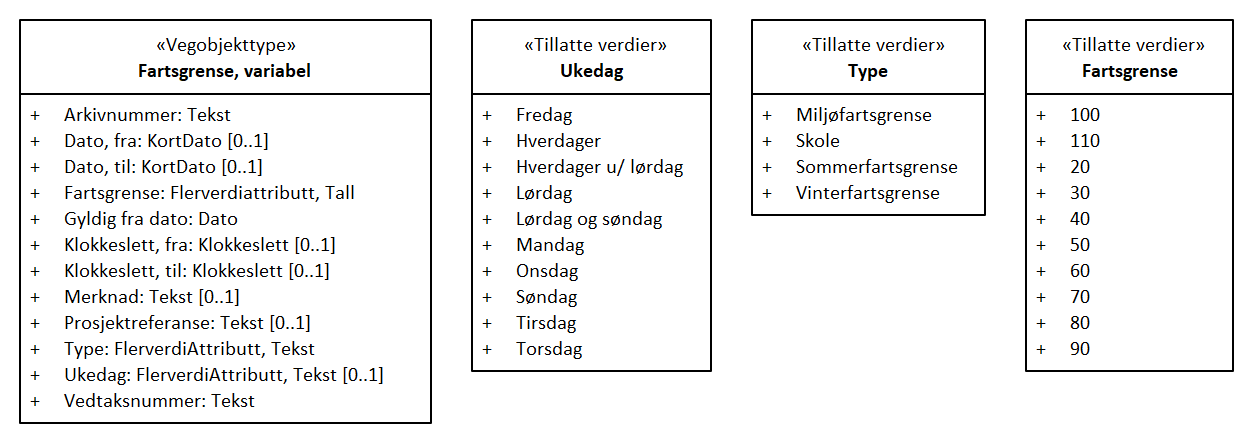 «Vegobjekttype»
Fartsgrense, variabel
+ Arkivnummer: Tekst
+ Dato, fra: KortDato [0..1]
+ Dato, til: KortDato [0..1]
+ Fartsgrense: Flerverdiattributt, Tall
+ Gyldig fra dato: Dato
+ Klokkeslett, fra: Klokkeslett [0..1]
+ Klokkeslett, til: Klokkeslett [0..1]
+ Merknad: Tekst [0..1]
+ Prosjektreferanse: Tekst [0..1]
+ Type: FlerverdiAttributt, Tekst
+ Ukedag: FlerverdiAttributt, Tekst [0..1]
+ Vedtaksnummer: Tekst
«Tillatte verdier»
Ukedag
+ Fredag
+ Hverdager
+ Hverdager u/ lørdag
+ Lørdag
+ Lørdag og søndag
+ Mandag
+ Onsdag
+ Søndag
+ Tirsdag
+ Torsdag
«Tillatte verdier»
Type
+ Miljøfartsgrense
+ Skole
+ Sommerfartsgrense
+ Vinterfartsgrense
«Tillatte verdier»
Fartsgrense
+ 100
+ 110
+ 20
+ 30
+ 40
+ 50
+ 60
+ 70
+ 80
+ 90